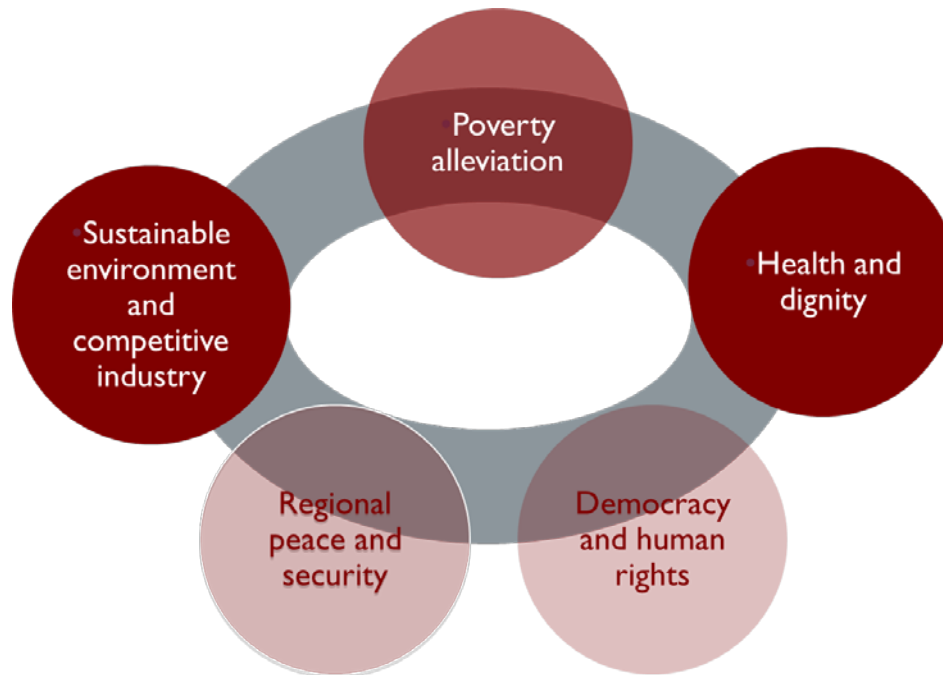 •Poverty
alleviation
•Sustainable
environment
and
competitive
industry
•Health and
dignity
Regional
peace and
security
Democracy
and human
rights